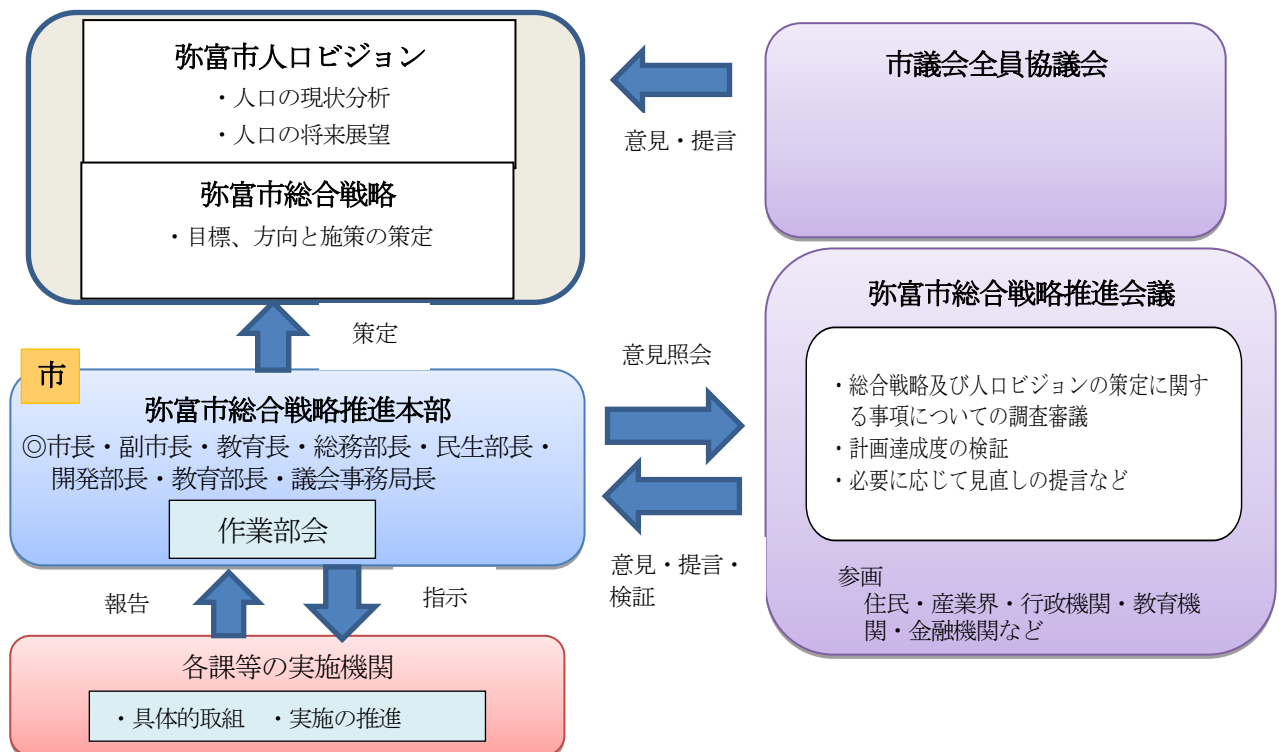 弥富市人口ビジョン
・人口の現状分析
・人口の将来展望
弥富市総合戦略
・目標、方向と施策の策定
意見・提言
市議会全員協議会
策定
市
弥富市総合戦略推進本部
◎市長・副市長・教育長・総務部長・民生部長・
開発部長・教育部長・議会事務局長
作業部会
意見照会
意見・提言・
検証
弥富市総合戦略推進会議
・総合戦略及び人口ビジョンの策定に関す
る事項についての調査審議
・計画達成度の検証
・必要に応じて見直しの提言など
参画
住民・産業界・行政機関・教育機
関・金融機関など
報告
指示
各課等の実施機関
・具体的取組 ・実施の推進